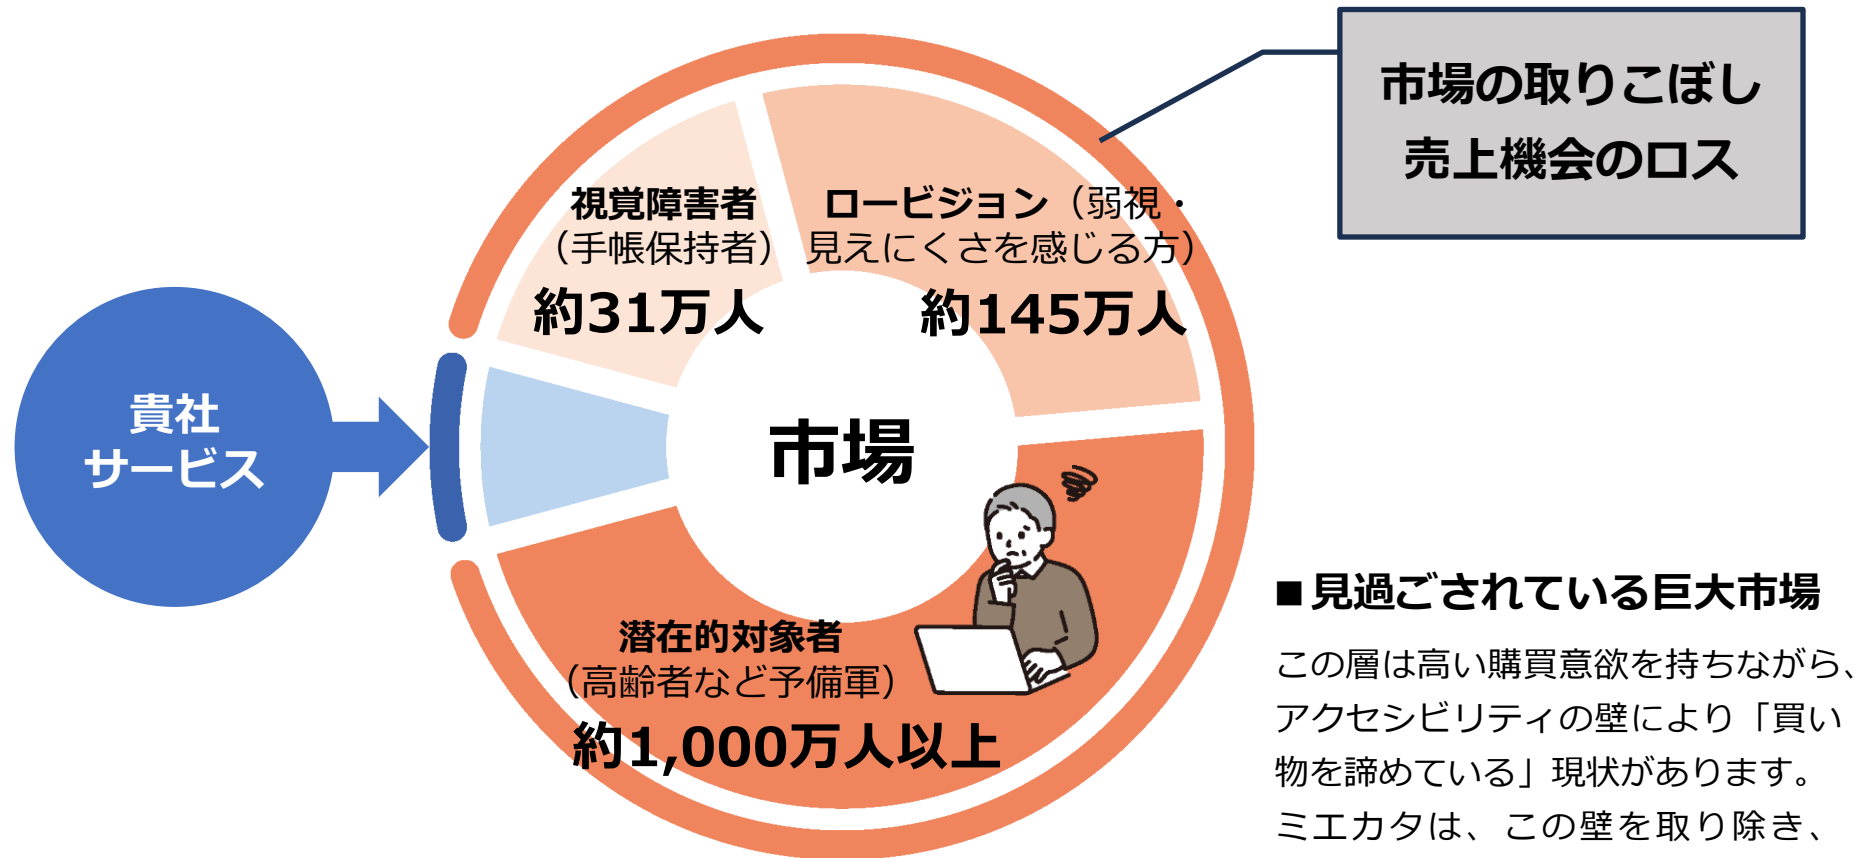 市場の取りこぼし
売上機会のロス
視覚障害者
（手帳保持者）
約31万人
ロービジョン（弱視・
見えにくさを感じる方）
約145万人
貴社
サービス
市場
潜在的対象者
（高齢者など予備軍）
約1,000万人以上
■見過ごされている巨大市場
この層は高い購買意欲を持ちながら、
アクセシビリティの壁により「買い
物を諦めている」現状があります。
ミエカタは、この壁を取り除き、